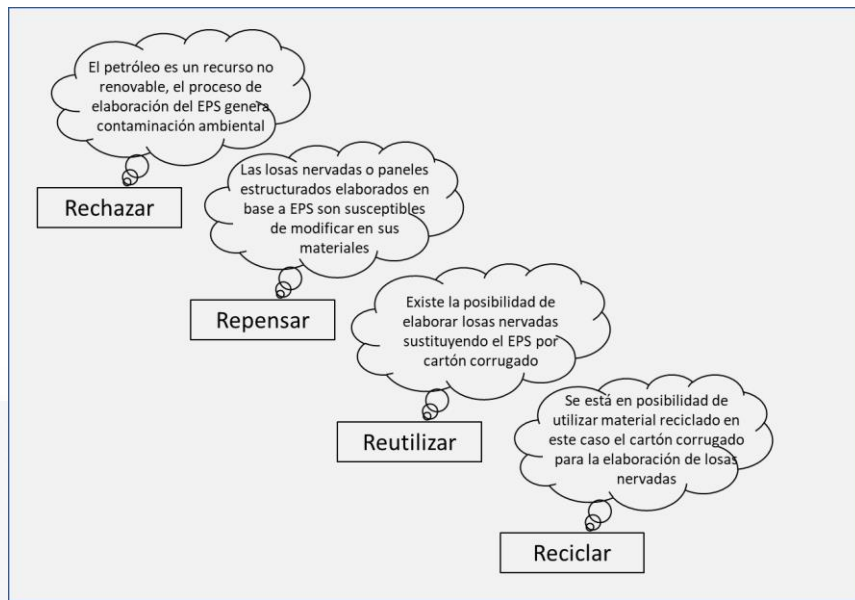 El petróleo es un recurso no
renovable, el proceso de
elaboración del EPS genera
contaminación ambiental
Rechazar
Las losas nervadas o paneles
estructurados elaborados en
base a EPS son susceptibles
de modificar en sus
materiales
Repensar
Existe la posibilidad de
elaborar losas nervadas
sustituyendo el EPS por
cartón corrugado
Reutilizar
Se está en posibilidad de
utilizar material reciclado en
este caso el cartón corrugado
para la elaboración de losas
nervadas
Reciclar